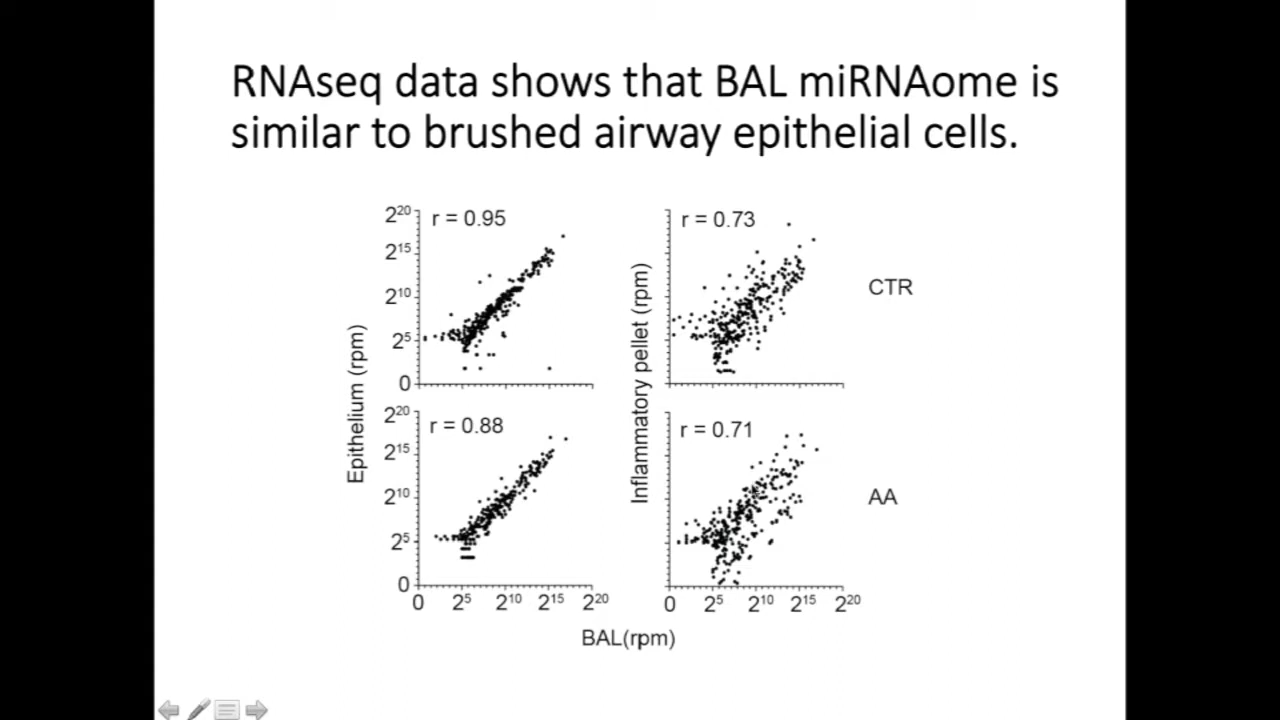 RNAseq data shows that BAL miRNAome is
similar to brushed airway epithelial cells.
r = 0.95
r = 0.73
2²⁰
2¹⁵
2¹⁰
2⁵
0
CTR
Epithelium (rpm)
Inflammatory pellet (rpm)
r = 0.88
r = 0.71
2²⁰
2¹⁵
2¹⁰
2⁵
0
AA
0 2⁵ 2¹⁰ 2¹⁵ 2²⁰
0 2⁵ 2¹⁰ 2¹⁵ 2²⁰
BAL(rpm)